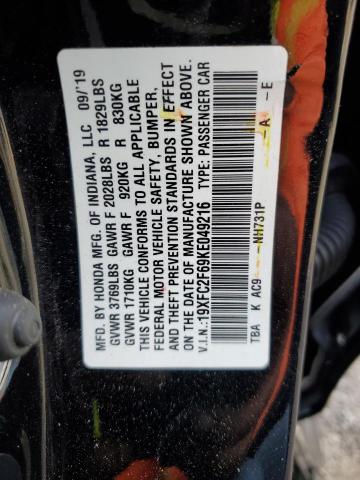 MFD. BY HONDA MFG. OF INDIANA, LLC 09/'19
GVWR 3769LBS GAWR F 2028LBS R 1829LBS
GVWR 1710KG GAWR F 920KG R 830KG
THIS VEHICLE CONFORMS TO ALL APPLICABLE
FEDERAL MOTOR VEHICLE SAFETY, BUMPER,
AND THEFT PREVENTION STANDARDS IN EFFECT
ON THE DATE OF MANUFACTURE SHOWN ABOVE.
V.I.N.:19XFC2F69KE049216 TYPE: PASSENGER CAR
TBA K AC9 NH731P A E